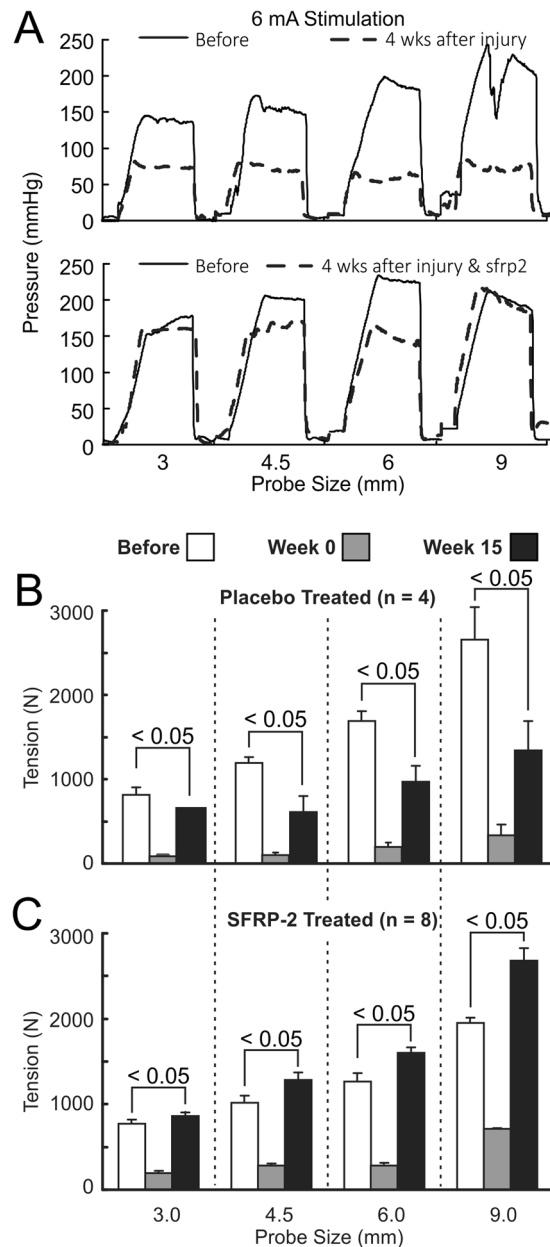 A
6 mA Stimulation
Before 4 wks after injury
250
200
150
100
50
0
Before 4 wks after injury & sfrp2
250
200
150
100
50
0
Pressure (mmHg)
3 4.5 6 9
Probe Size (mm)
Before Week 0 Week 15
B
Placebo Treated (n = 4)
3000
2000
1000
0
Tension (N)
< 0.05
< 0.05
< 0.05
< 0.05
C
SFRP-2 Treated (n = 8)
3000
2000
1000
0
Tension (N)
< 0.05
< 0.05
< 0.05
< 0.05
3.0 4.5 6.0 9.0
Probe Size (mm)